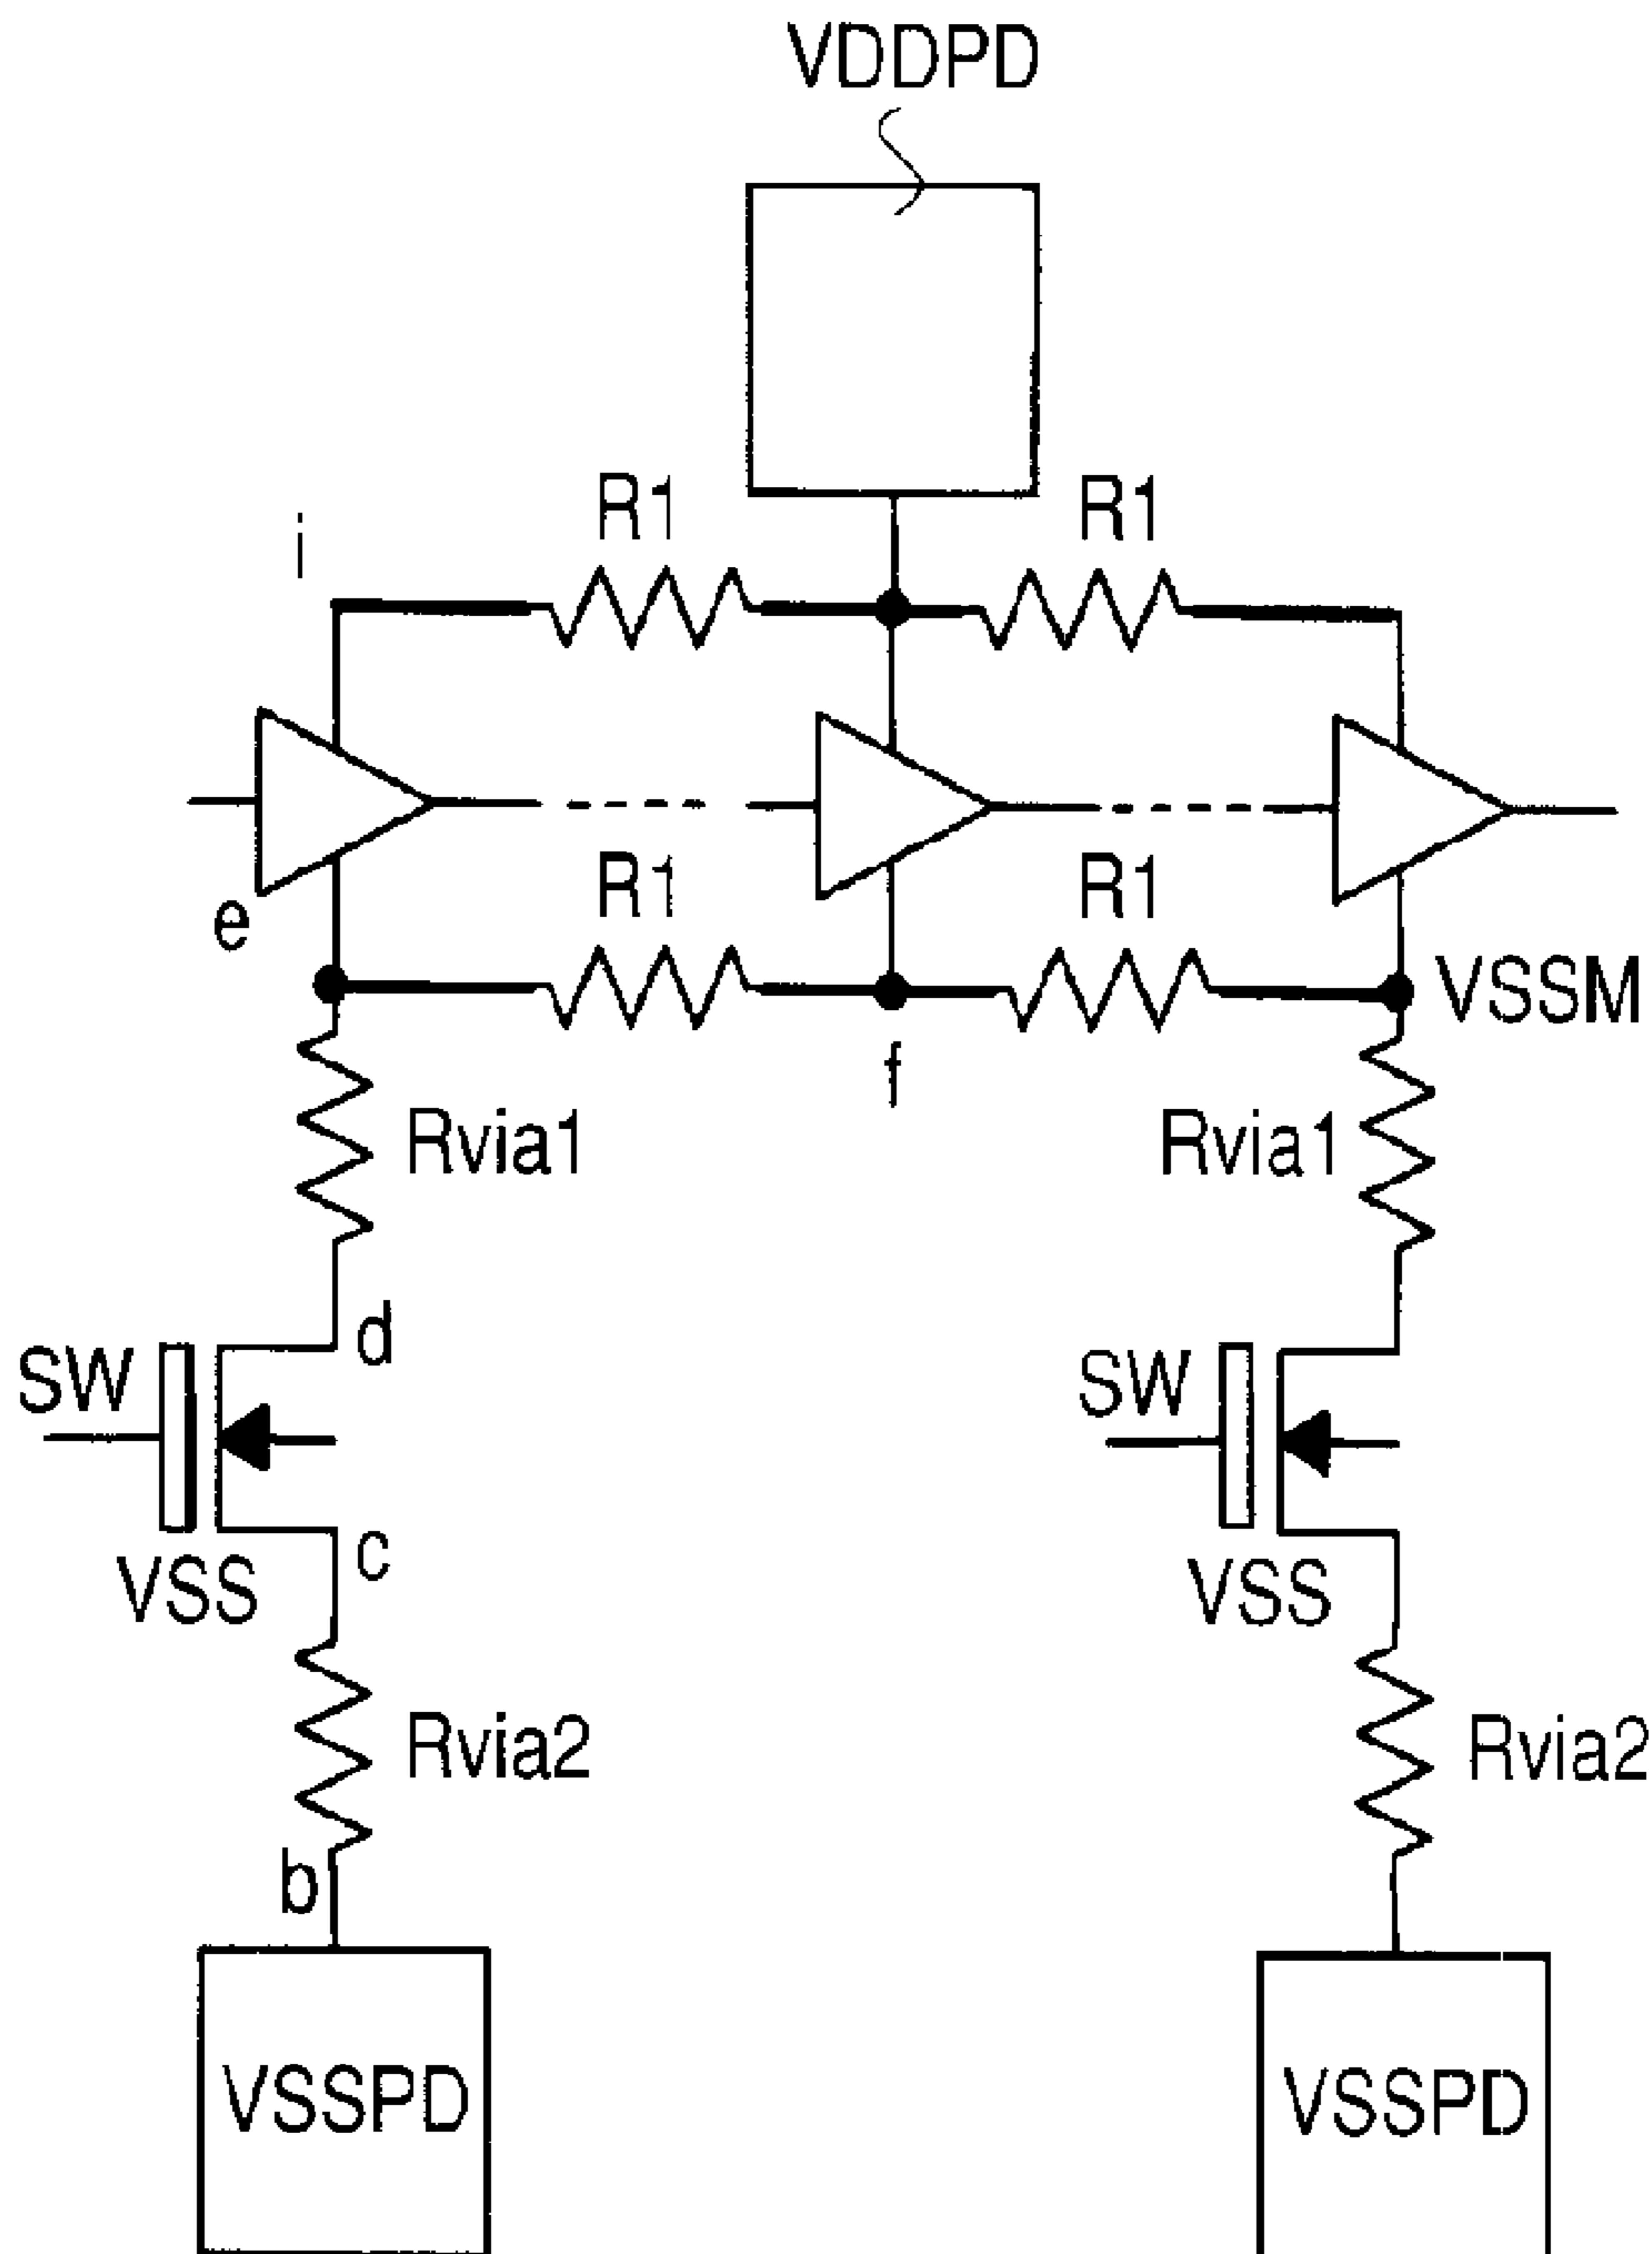 VDDPD
R1 R1
i
R1 R1
e
VSSM
f
Rvia1 Rvia1
d
SW SW
c
VSS VSS
Rvia2 Rvia2
b
VSSPD VSSPD